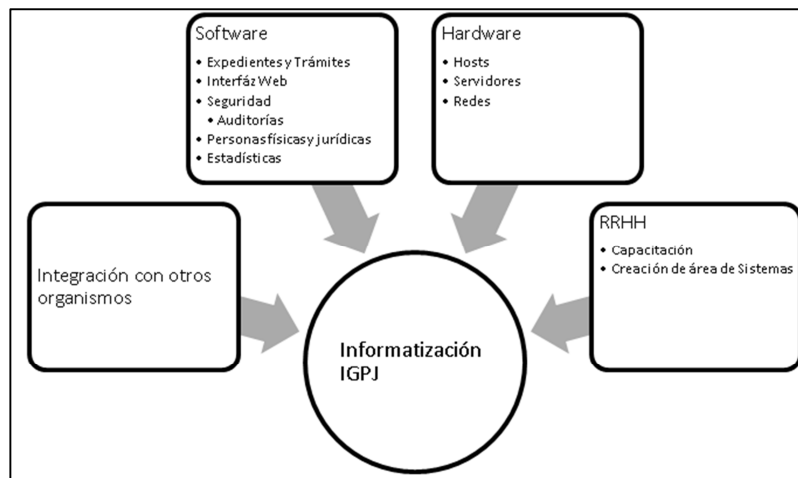 Software
• Expedientes y Trámites
• Interfáz Web
• Seguridad
• Auditorías
• Personas físicas y jurídicas
• Estadísticas
Hardware
• Hosts
• Servidores
• Redes
Integración con otros
organismos
RRHH
• Capacitación
• Creación de área de Sistemas
Informatización
IGPJ